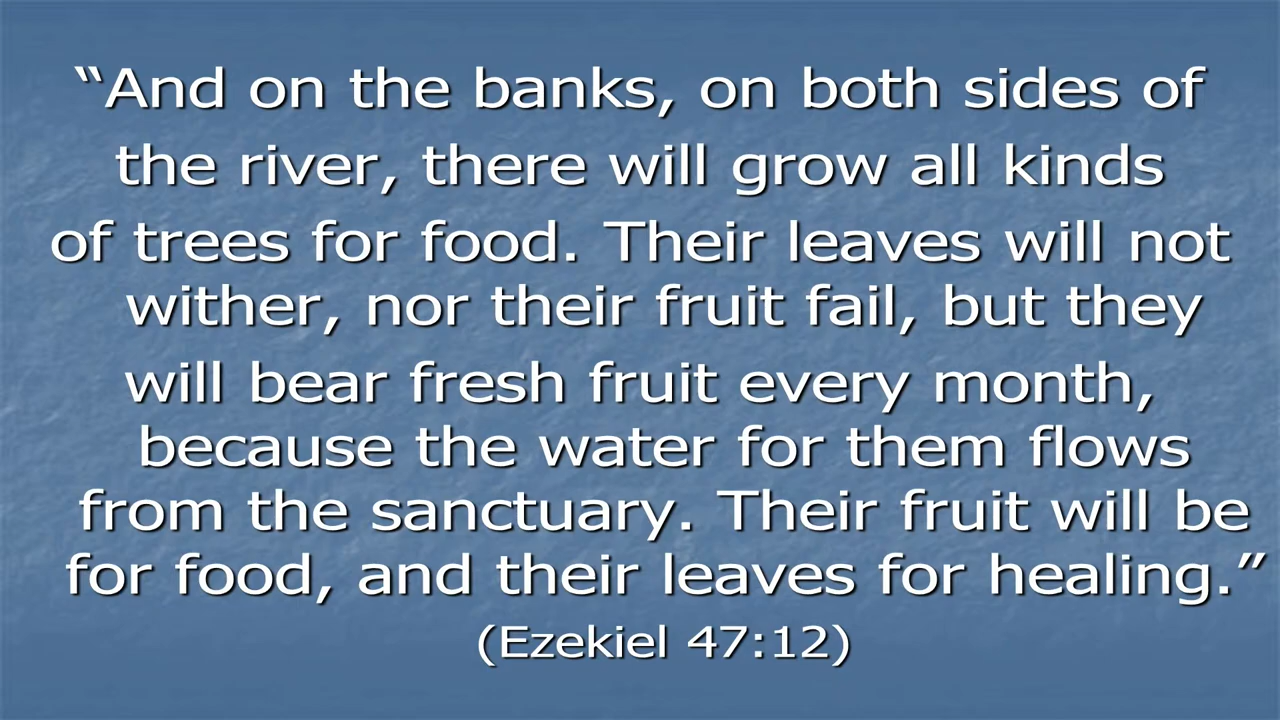 “And on the banks, on both sides of
the river, there will grow all kinds
of trees for food. Their leaves will not
wither, nor their fruit fail, but they
will bear fresh fruit every month,
because the water for them flows
from the sanctuary. Their fruit will be
for food, and their leaves for healing.”
(Ezekiel 47:12)